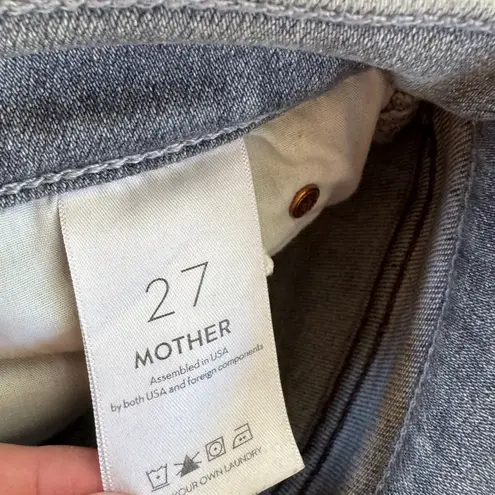 27
MOTHER
Assembled in USA
by both USA and foreign components
YOUR OWN LAUNDRY